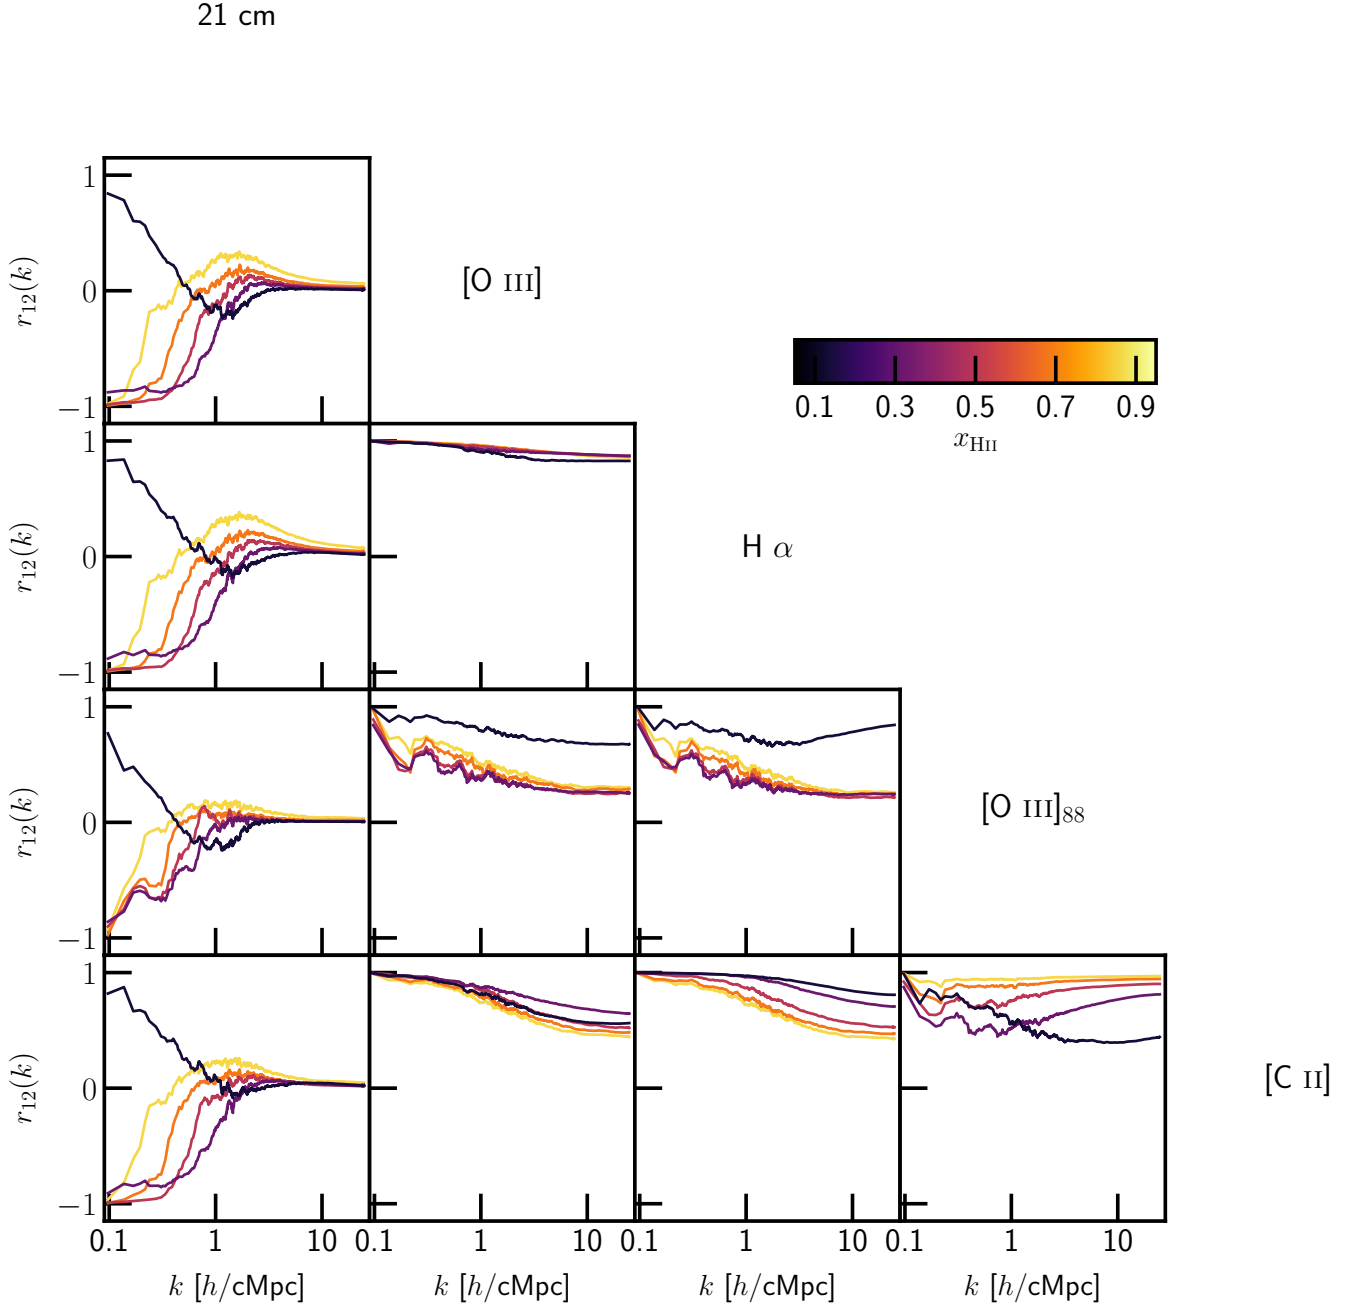 21 cm
1
0
−1
r₁₂(k)
[O III]
0.1 0.3 0.5 0.7 0.9
x_HII
1
0
−1
r₁₂(k)
H α
1
0
−1
r₁₂(k)
[O III]₈₈
1
0
−1
r₁₂(k)
[C II]
0.1 1 10 0.1 1 10 0.1 1 10 0.1 1 10
k [h/cMpc] k [h/cMpc] k [h/cMpc] k [h/cMpc]